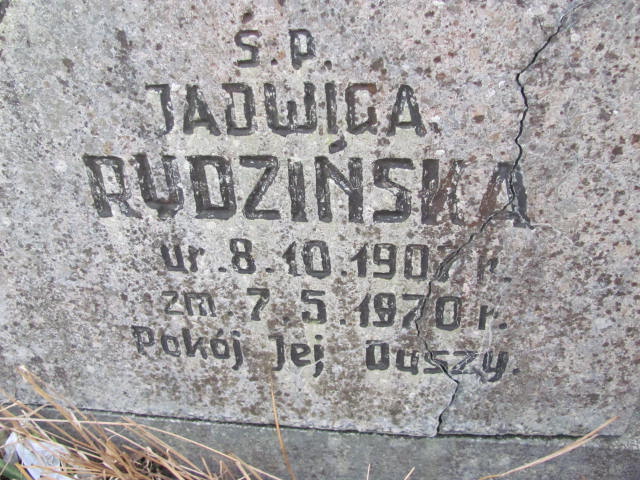 S.P.
JADWIGA
RUDZIŃSKA
ur. 8.10.1907 r.
zm. 7.5.1970 r.
Pokój Jej Duszy.